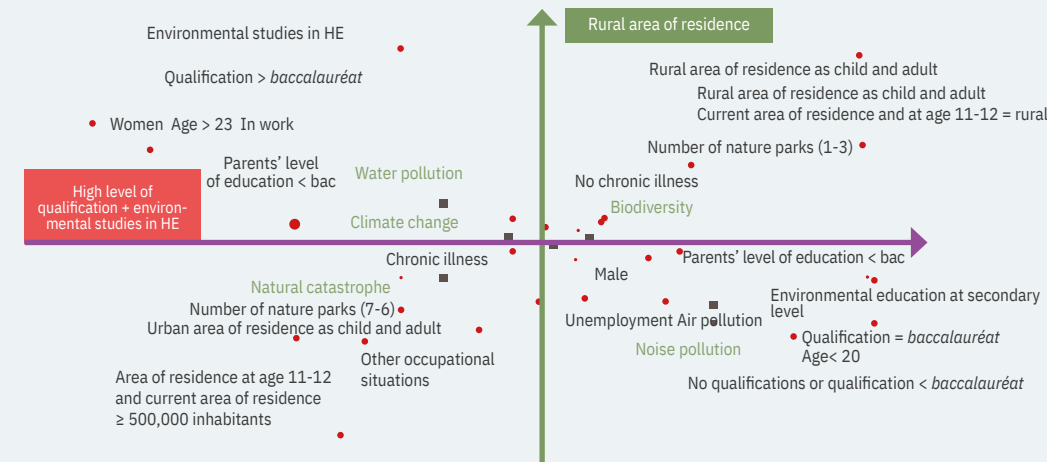 Rural area of residence
Environmental studies in HE
Qualification > baccalauréat
Rural area of residence as child and adult
Rural area of residence as child and adult
Current area of residence and at age 11-12 = rural
Women Age > 23 In work
Number of nature parks (1-3)
Parents’ level
of education < bac
Water pollution
No chronic illness
High level of
qualification + environ-
mental studies in HE
Climate change
Biodiversity
Chronic illness
Parents’ level of education < bac
Male
Natural catastrophe
Number of nature parks (7-6)
Urban area of residence as child and adult
Environmental education at secondary
level
Unemployment Air pollution
Noise pollution
Qualification = baccalauréat
Age< 20
Other occupational
situations
No qualifications or qualification < baccalauréat
Area of residence at age 11-12
and current area of residence
≥ 500,000 inhabitants